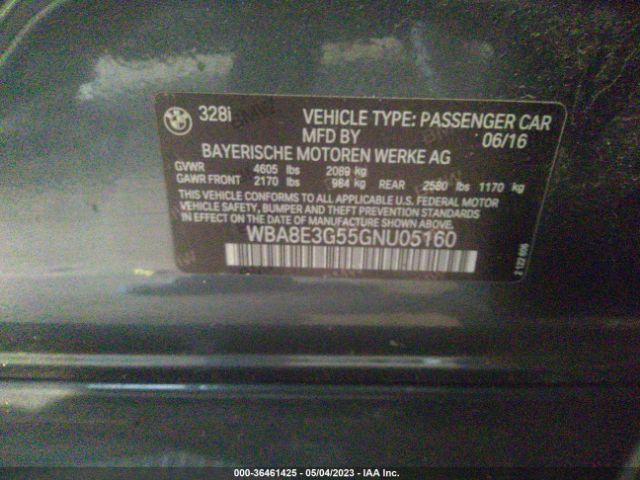 328i VEHICLE TYPE: PASSENGER CAR
MFD BY 06/16
BAYERISCHE MOTOREN WERKE AG
GVWR 4605 lbs 2089 kg
GAWR FRONT 2170 lbs 984 kg REAR 2580 lbs 1170 kg
THIS VEHICLE CONFORMS TO ALL APPLICABLE U.S. FEDERAL MOTOR
VEHICLE SAFETY, BUMPER, AND THEFT PREVENTION STANDARDS
IN EFFECT ON THE DATE OF MANUFACTURE SHOWN ABOVE.
WBA8E3G55GNU05160
000-36461425 - 05/04/2023 - IAA Inc.